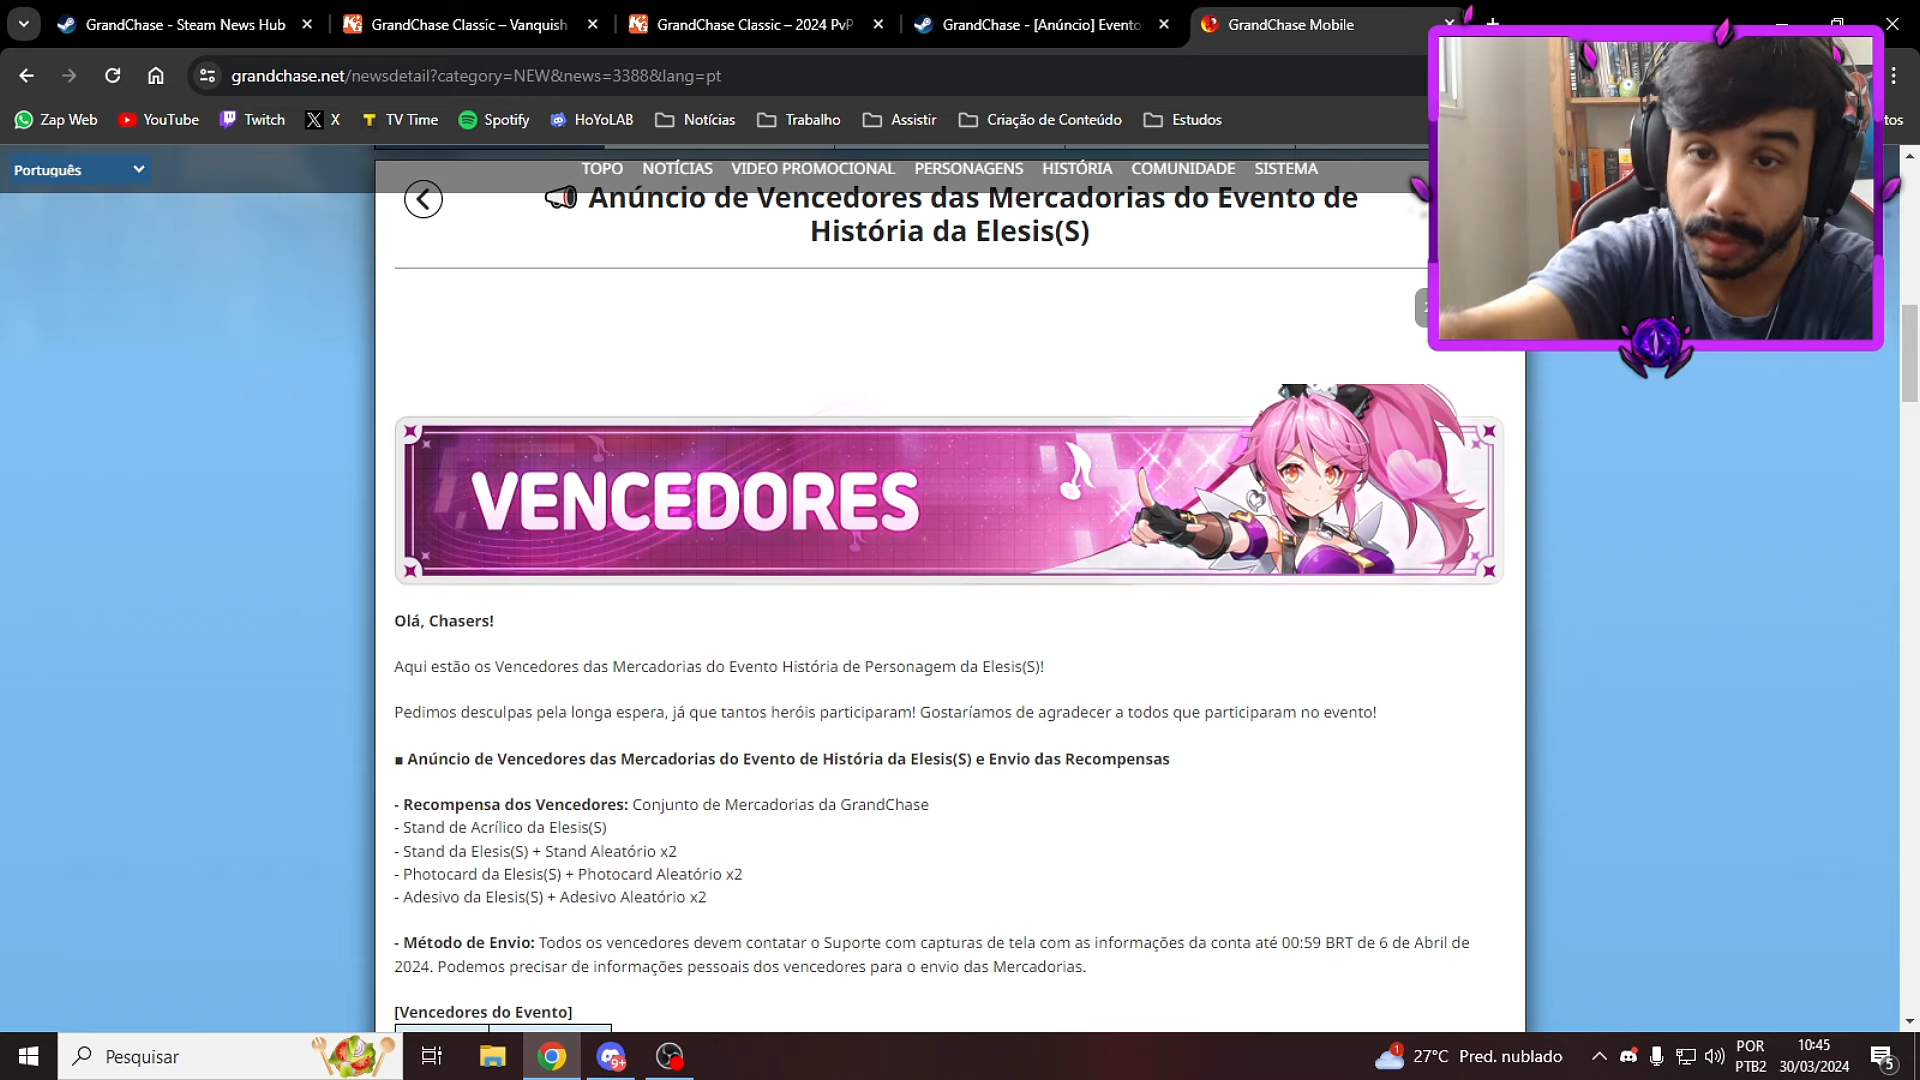 GrandChase - Steam News Hub
GrandChase Classic – Vanquish
GrandChase Classic – 2024 PvP
GrandChase - [Anúncio] Evento
GrandChase Mobile
grandchase.net/newsdetail?category=NEW&news=3388&lang=pt
Zap Web
YouTube
Twitch
X
TV Time
Spotify
HoYoLAB
Notícias
Trabalho
Assistir
Criação de Conteúdo
Estudos
tos
Português
TOPO
NOTÍCIAS
VIDEO PROMOCIONAL
PERSONAGENS
HISTÓRIA
COMUNIDADE
SISTEMA
Anúncio de Vencedores das Mercadorias do Evento de
História da Elesis(S)
VENCEDORES
Olá, Chasers!
Aqui estão os Vencedores das Mercadorias do Evento História de Personagem da Elesis(S)!
Pedimos desculpas pela longa espera, já que tantos heróis participaram! Gostaríamos de agradecer a todos que participaram no evento!
■ Anúncio de Vencedores das Mercadorias do Evento de História da Elesis(S) e Envio das Recompensas
- Recompensa dos Vencedores: Conjunto de Mercadorias da GrandChase
- Stand de Acrílico da Elesis(S)
- Stand da Elesis(S) + Stand Aleatório x2
- Photocard da Elesis(S) + Photocard Aleatório x2
- Adesivo da Elesis(S) + Adesivo Aleatório x2
- Método de Envio: Todos os vencedores devem contatar o Suporte com capturas de tela com as informações da conta até 00:59 BRT de 6 de Abril de
2024. Podemos precisar de informações pessoais dos vencedores para o envio das Mercadorias.
[Vencedores do Evento]
Pesquisar
9+
1
27°C Pred. nublado
POR
PTB2
10:45
30/03/2024
5